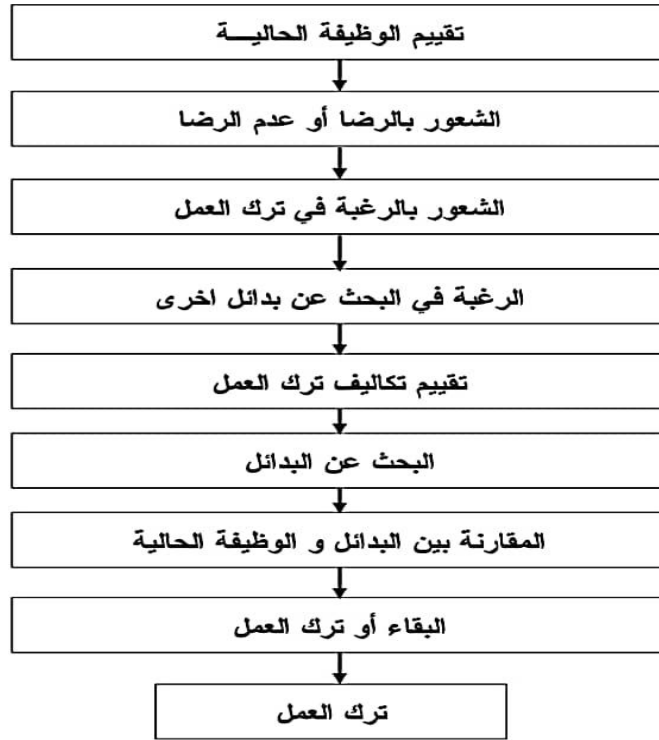 تقييم الوظيفة الحاليـــة
الشعور بالرضا أو عدم الرضا
الشعور بالرغبة في ترك العمل
الرغبة في البحث عن بدائل اخرى
تقييم تكاليف ترك العمل
البحث عن البدائل
المقارنة بين البدائل و الوظيفة الحالية
البقاء أو ترك العمل
ترك العمل